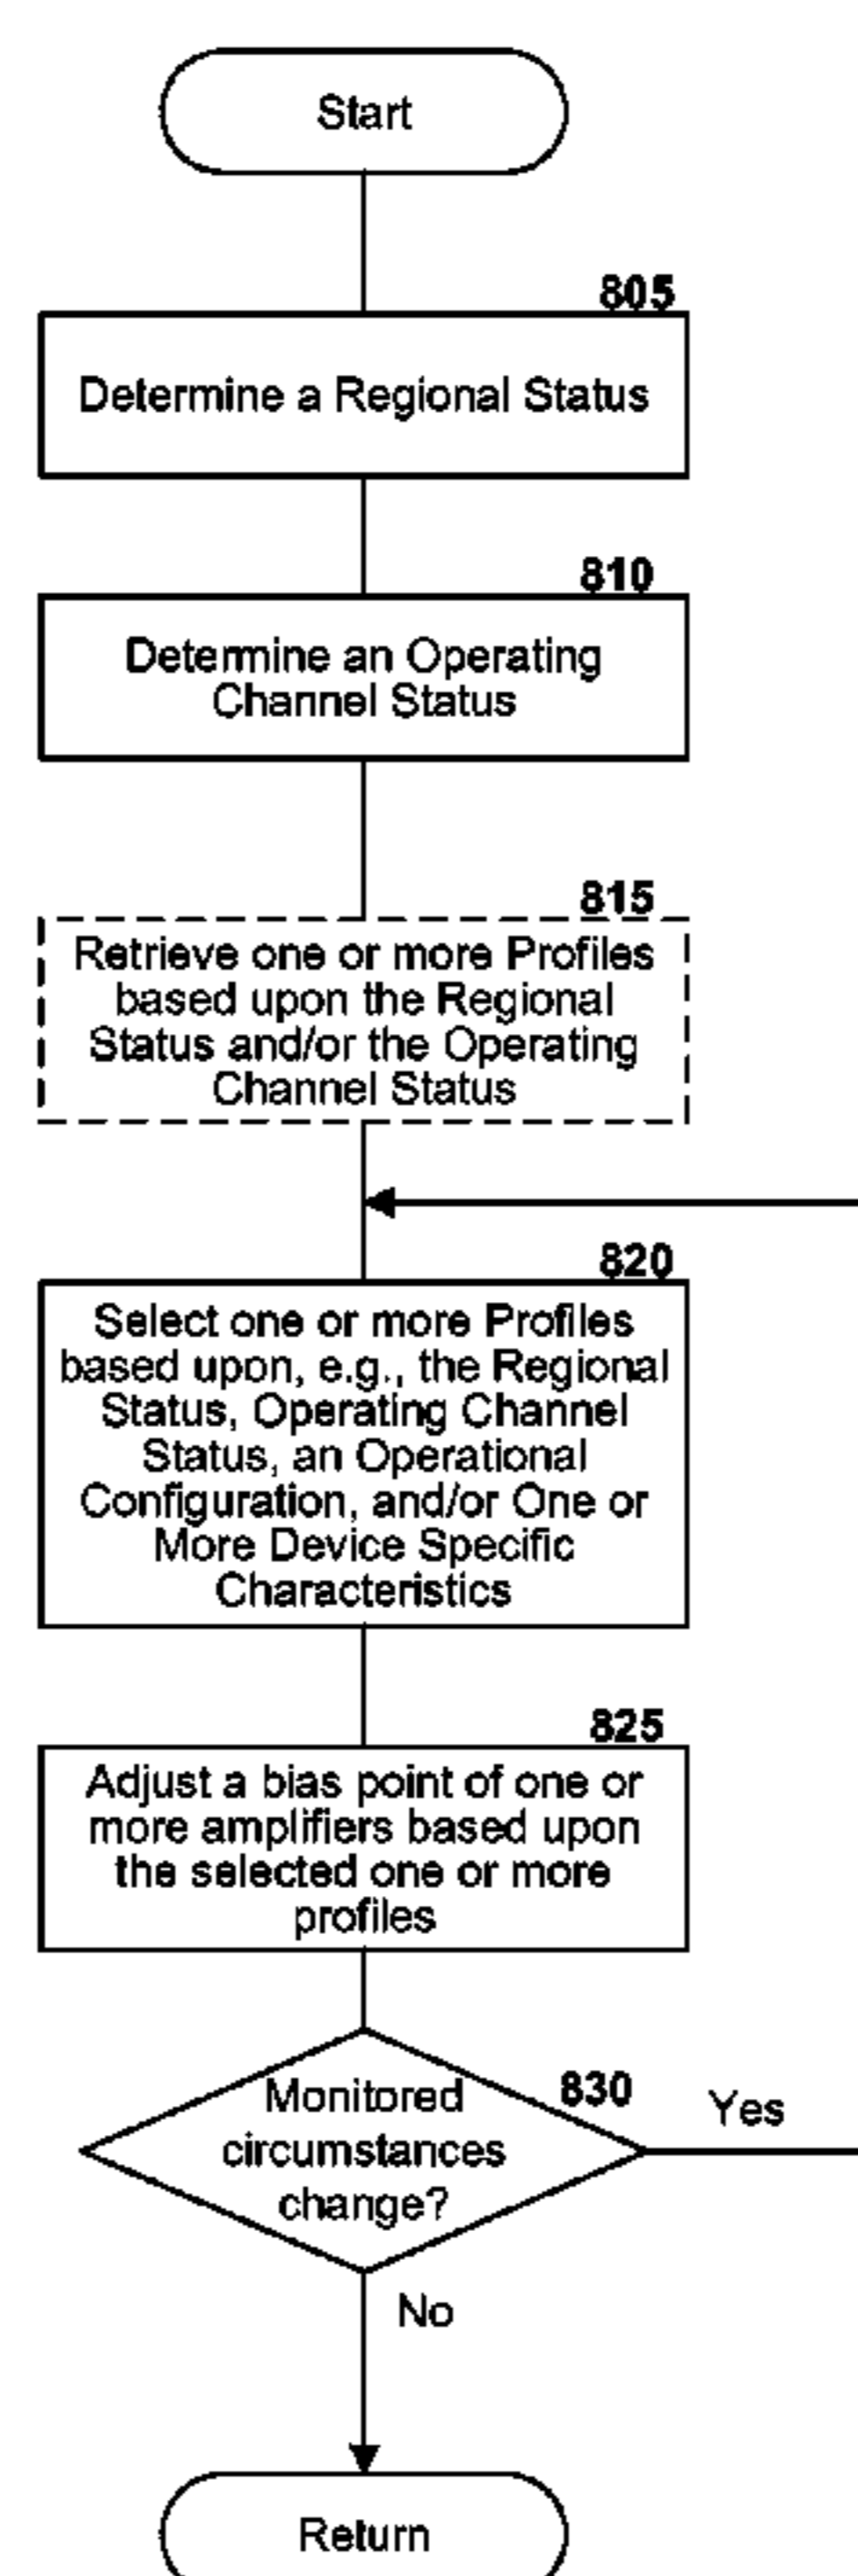 Start
805
Determine a Regional Status
810
Determine an Operating
Channel Status
815
Retrieve one or more Profiles
based upon the Regional
Status and/or the Operating
Channel Status
820
Select one or more Profiles
based upon, e.g., the Regional
Status, Operating Channel
Status, an Operational
Configuration, and/or One or
More Device Specific
Characteristics
825
Adjust a bias point of one or
more amplifiers based upon
the selected one or more
profiles
830
Monitored
circumstances
change?
Yes
No
Return